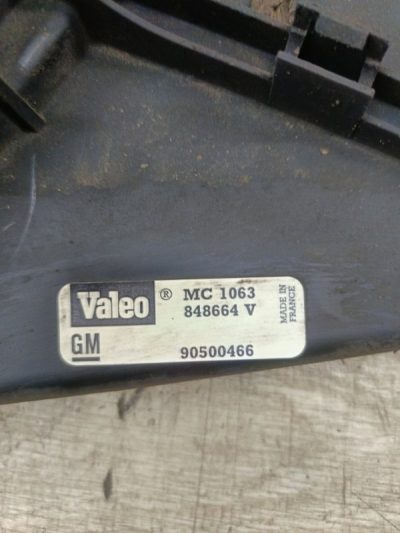 Valeo ® MC 1063
848664 V
MADE IN
FRANCE
GM
90500466